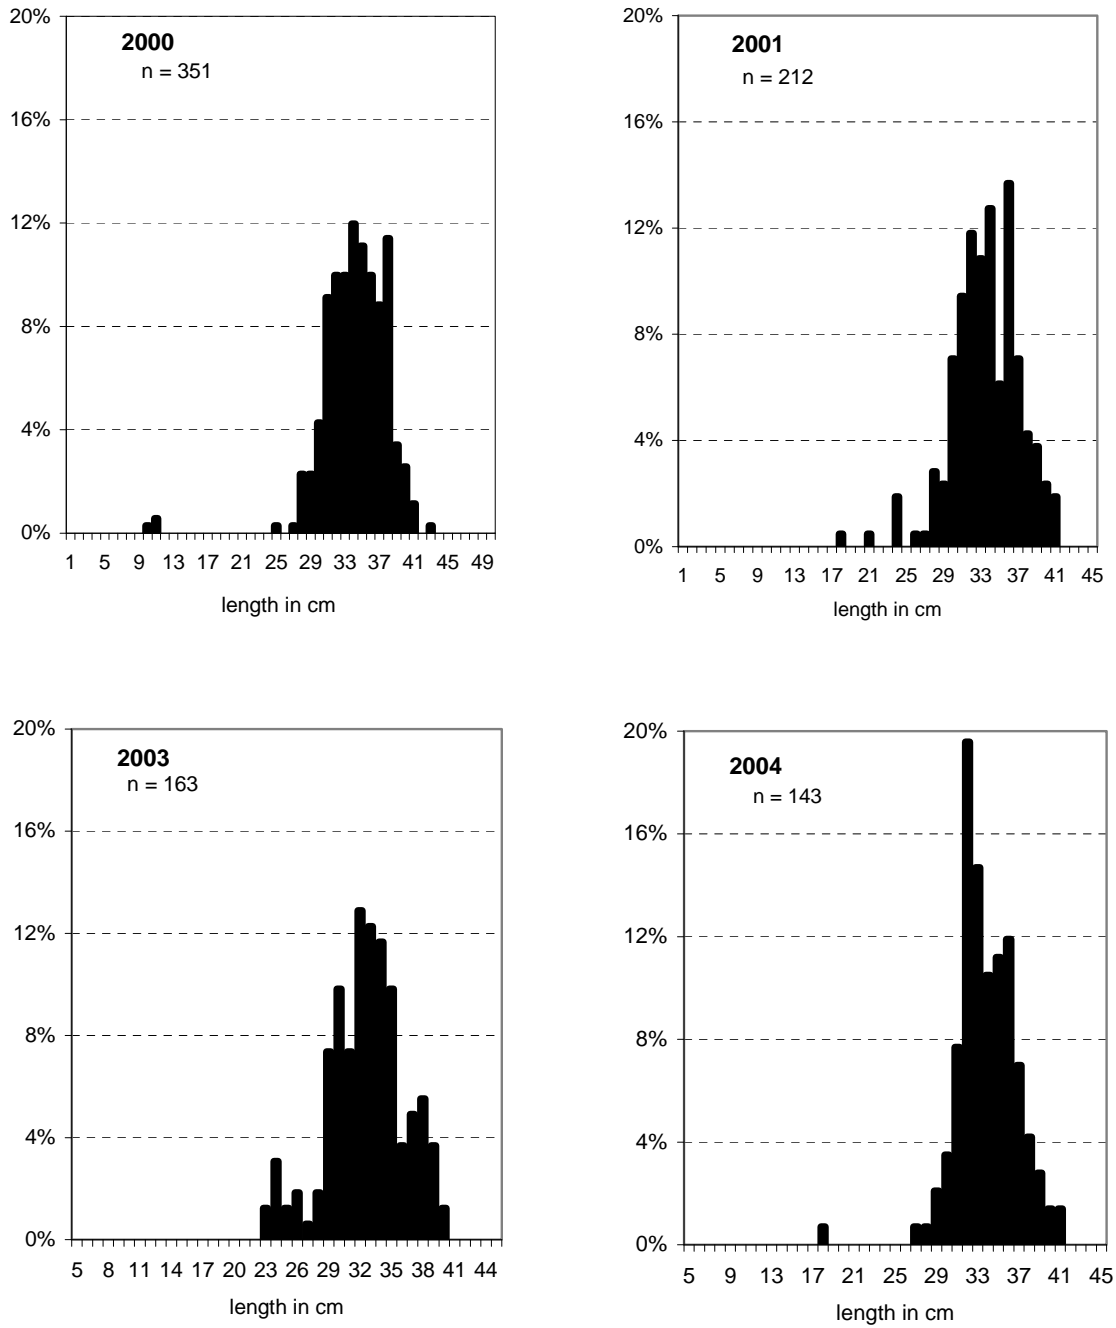 20%
2000
n = 351
16%
12%
8%
4%
0%
1 5 9 13 17 21 25 29 33 37 41 45 49
length in cm
20%
2001
n = 212
16%
12%
8%
4%
0%
1 5 9 13 17 21 25 29 33 37 41 45
length in cm
20%
2003
n = 163
16%
12%
8%
4%
0%
5 8 11 14 17 20 23 26 29 32 35 38 41 44
length in cm
20%
2004
n = 143
16%
12%
8%
4%
0%
5 9 13 17 21 25 29 33 37 41 45
length in cm